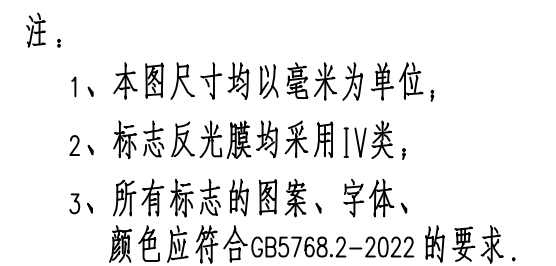 注：
1、本图尺寸均以毫米为单位；
2、标志反光膜均采用IV类；
3、所有标志的图案、字体、
颜色应符合GB5768.2-2022的要求.